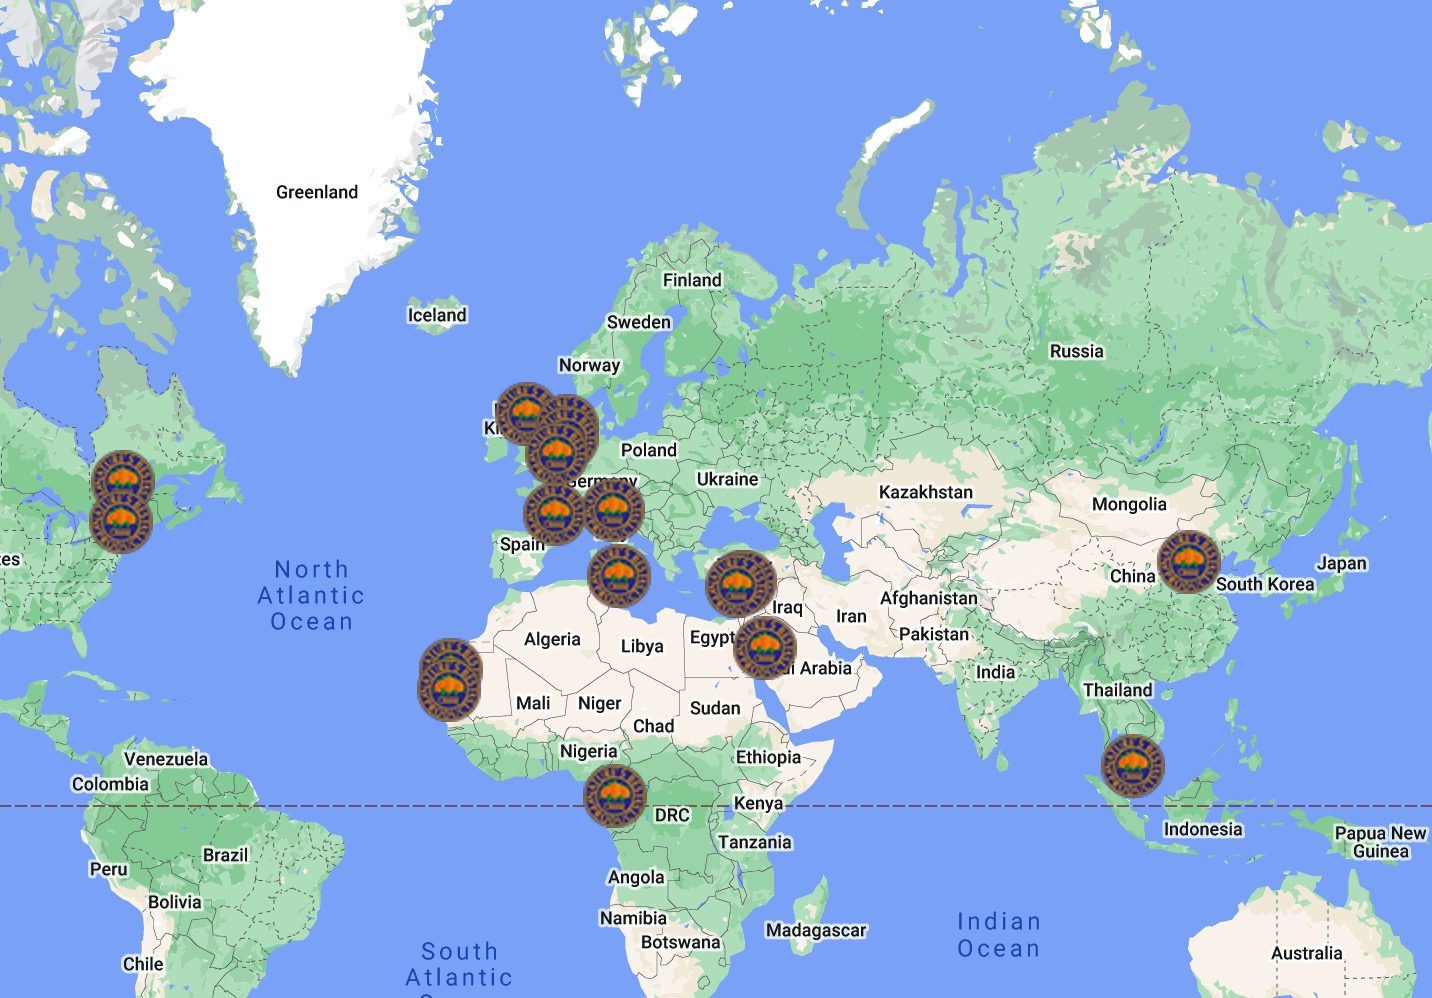 Greenland
Iceland
Finland
Sweden
Norway
Russia
Poland
Germany
Ukraine
Kazakhstan
Mongolia
Spain
North
Atlantic
Ocean
China
South Korea
Japan
Iraq
Iran
Afghanistan
Pakistan
Algeria
Libya
Egypt
i Arabia
India
Thailand
Mali
Niger
Chad
Sudan
Nigeria
Ethiopia
Venezuela
Colombia
DRC
Kenya
Tanzania
Indonesia
Papua New
Guinea
Brazil
Peru
Bolivia
Angola
Namibia
Botswana
Madagascar
Indian
Ocean
Australia
Chile
South
Atlantic